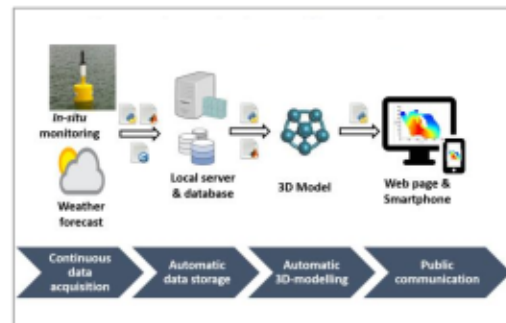 In-situ
monitoring
Weather
forecast
Local server
& database
3D Model
Web page &
Smartphone
Continuous
data
acquisition
Automatic
data storage
Automatic
3D-modelling
Public
communication